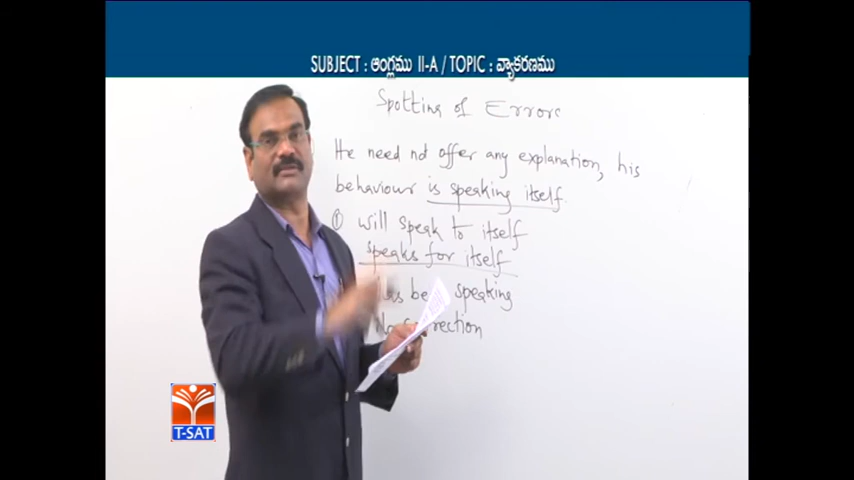 SUBJECT : ఆంగ్లము II-A / TOPIC : వ్యాకరణము
Spotting of Errors
He need not offer any explanation, his
behaviour is speaking itself.
① will speak to itself
speaks for itself
speaking
T-SAT